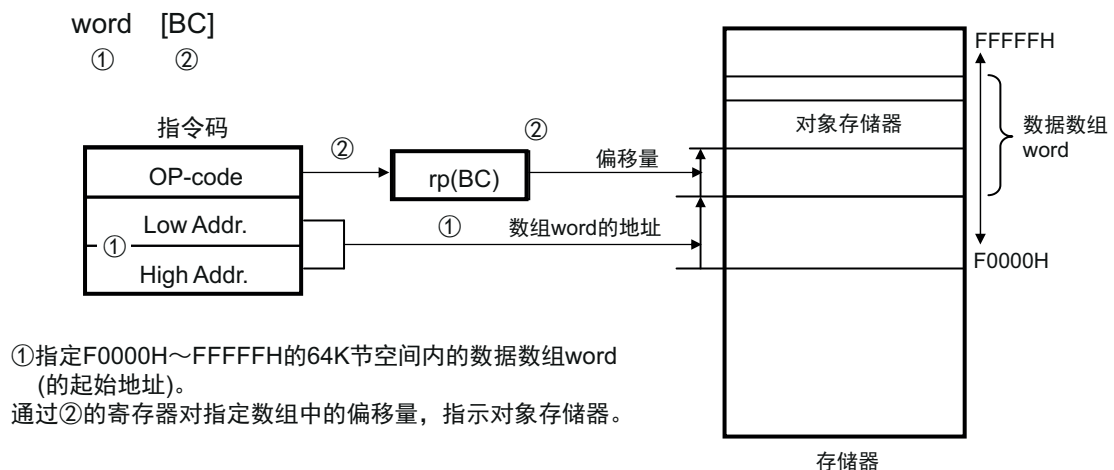 word [BC]
① ②
FFFFFH
指令码
对象存储器
数据数组
word
②
②
OP-code
rp(BC)
偏移量
Low Addr.
①
①
数组word的地址
High Addr.
F0000H
①指定F0000H～FFFFFH的64K节空间内的数据数组word
(的起始地址)。
通过②的寄存器对指定数组中的偏移量，指示对象存储器。
存储器